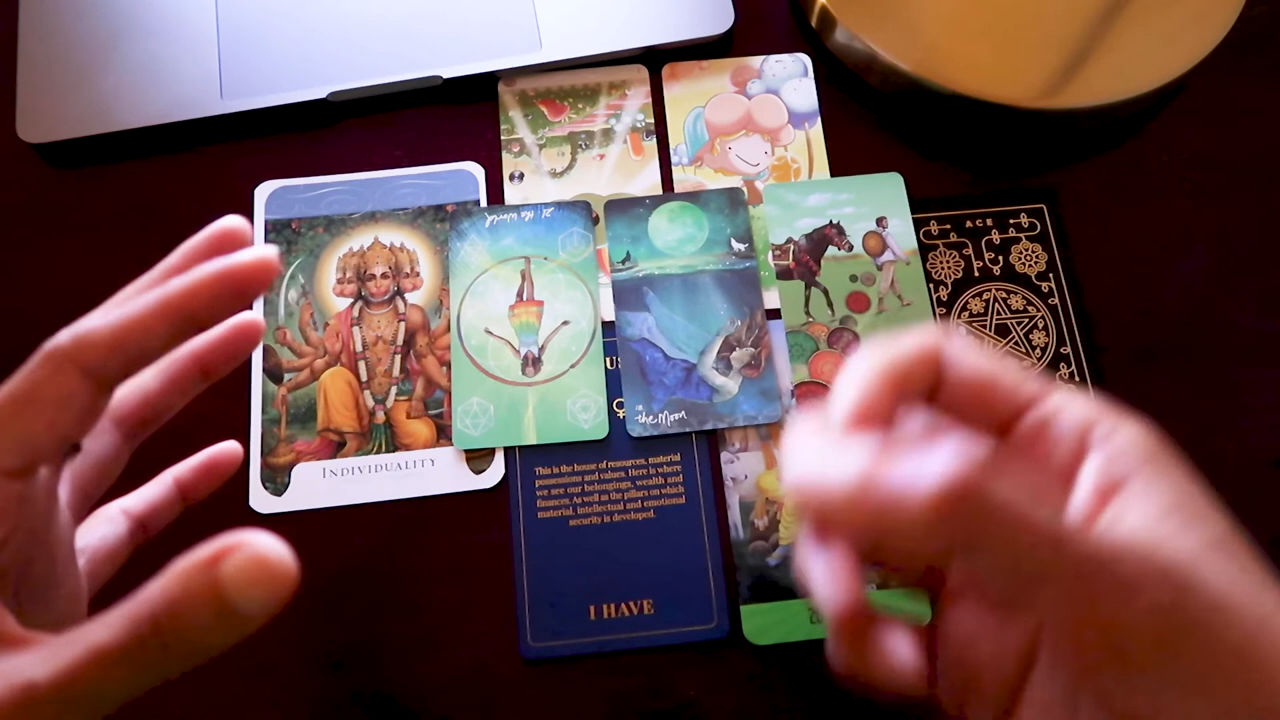 ACE
21. the World
INDIVIDUALITY
18.
the Moon
This is the house of resources, material
possessions and values. Here is where
we see our belongings, wealth and
finances. As well as the pillars on which
material, intellectual and emotional
security is developed.
I HAVE